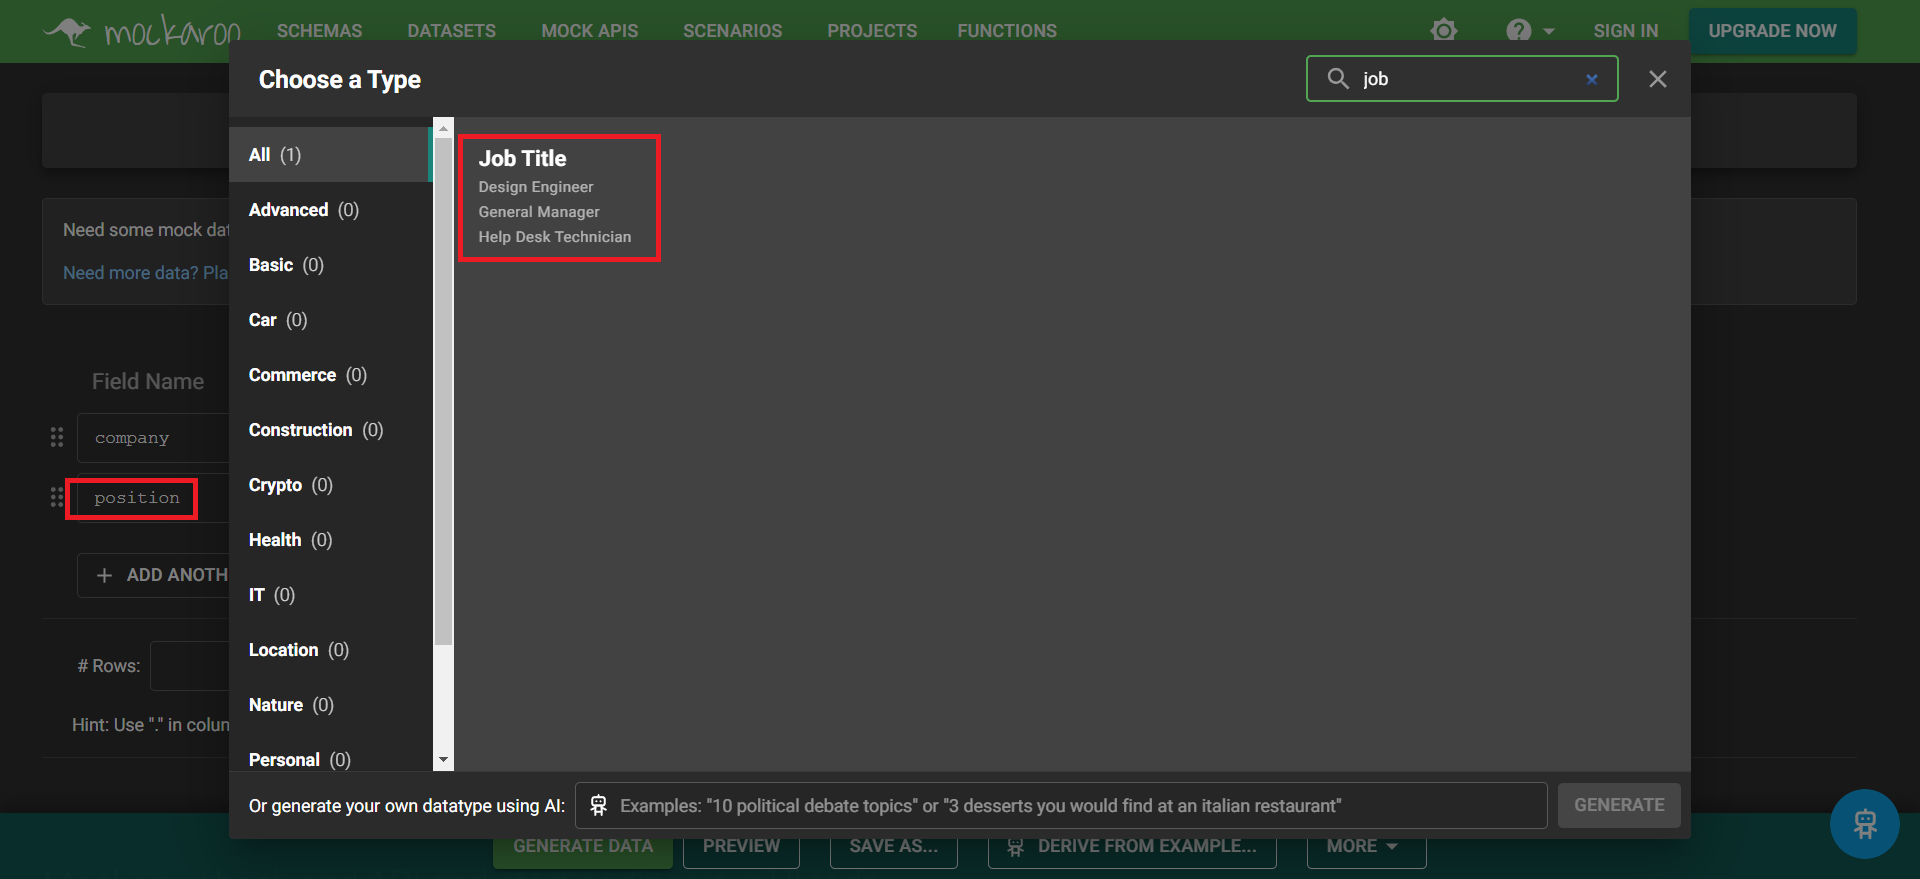 mockaroo SCHEMAS DATASETS MOCK APIS SCENARIOS PROJECTS FUNCTIONS ? SIGN IN UPGRADE NOW
Choose a Type
job
All (1)
Advanced (0)
Basic (0)
Car (0)
Commerce (0)
Construction (0)
Crypto (0)
Health (0)
IT (0)
Location (0)
Nature (0)
Personal (0)
Job Title
Design Engineer
General Manager
Help Desk Technician
Or generate your own datatype using AI: Examples: "10 political debate topics" or "3 desserts you would find at an italian restaurant" GENERATE
Need some mock dat
Need more data? Pla
Field Name
company
position
+ ADD ANOTH
# Rows:
Hint: Use "." in colun
GENERATE DATA PREVIEW SAVE AS... DERIVE FROM EXAMPLE... MORE